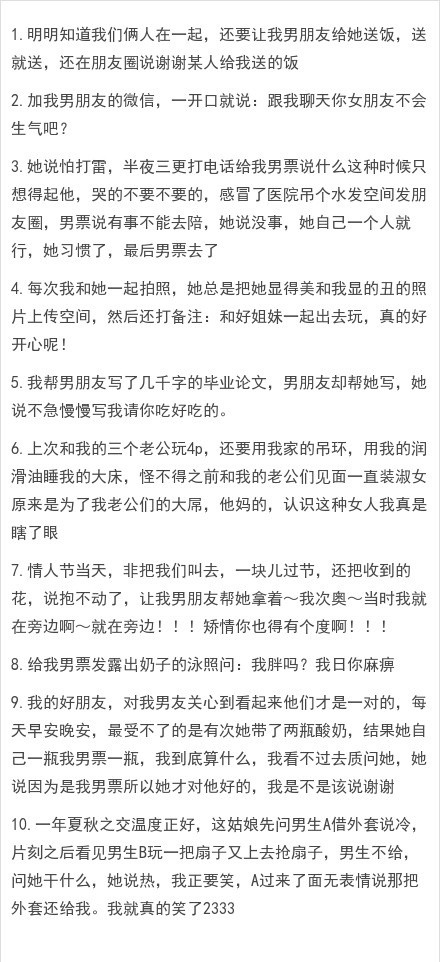 1. 明明知道我们俩人在一起，还要让我男朋友给她送饭，送
就送，还在朋友圈说谢谢某人给我送的饭
2. 加我男朋友的微信，一开口就说：跟我聊天你女朋友不会
生气吧？
3. 她说怕打雷，半夜三更打电话给我男票说什么这种时候只
想得起他，哭的不要不要的，感冒了医院吊个水发空间发朋
友圈，男票说有事不能去陪，她说没事，她自己一个人就
行，她习惯了，最后男票去了
4. 每次我和她一起拍照，她总是把她显得美和我显的丑的照
片上传空间，然后还打备注：和好姐妹一起出去玩，真的好
开心呢！
5. 我帮男朋友写了几千字的毕业论文，男朋友却帮她写，她
说不急慢慢写我请你吃好吃的。
6. 上次和我的三个老公玩4p，还要用我家的吊环，用我的润
滑油睡我的大床，怪不得之前和我的老公们见面一直装淑女
原来是为了我老公们的大屌，他妈的，认识这种女人我真是
瞎了眼
7. 情人节当天，非把我们叫去，一块儿过节，还把收到的
花，说抱不动了，让我男朋友帮她拿着～我次奥～当时我就
在旁边啊～就在旁边！！！矫情你也得有个度啊！！！
8. 给我男票发露出奶子的泳照问：我胖吗？我日你麻痹
9. 我的好朋友，对我男友关心到看起来他们才是一对的，每
天早安晚安，最受不了的是有次她带了两瓶酸奶，结果她自
己一瓶我男票一瓶，我到底算什么，我看不过去质问她，她
说因为是我男票所以她才对他好的，我是不是该说谢谢
10. 一年夏秋之交温度正好，这姑娘先问男生A借外套说冷，
片刻之后看见男生B玩一把扇子又上去抢扇子，男生不给，
问她干什么，她说热，我正要笑，A过来了面无表情说那把
外套还给我。我就真的笑了2333